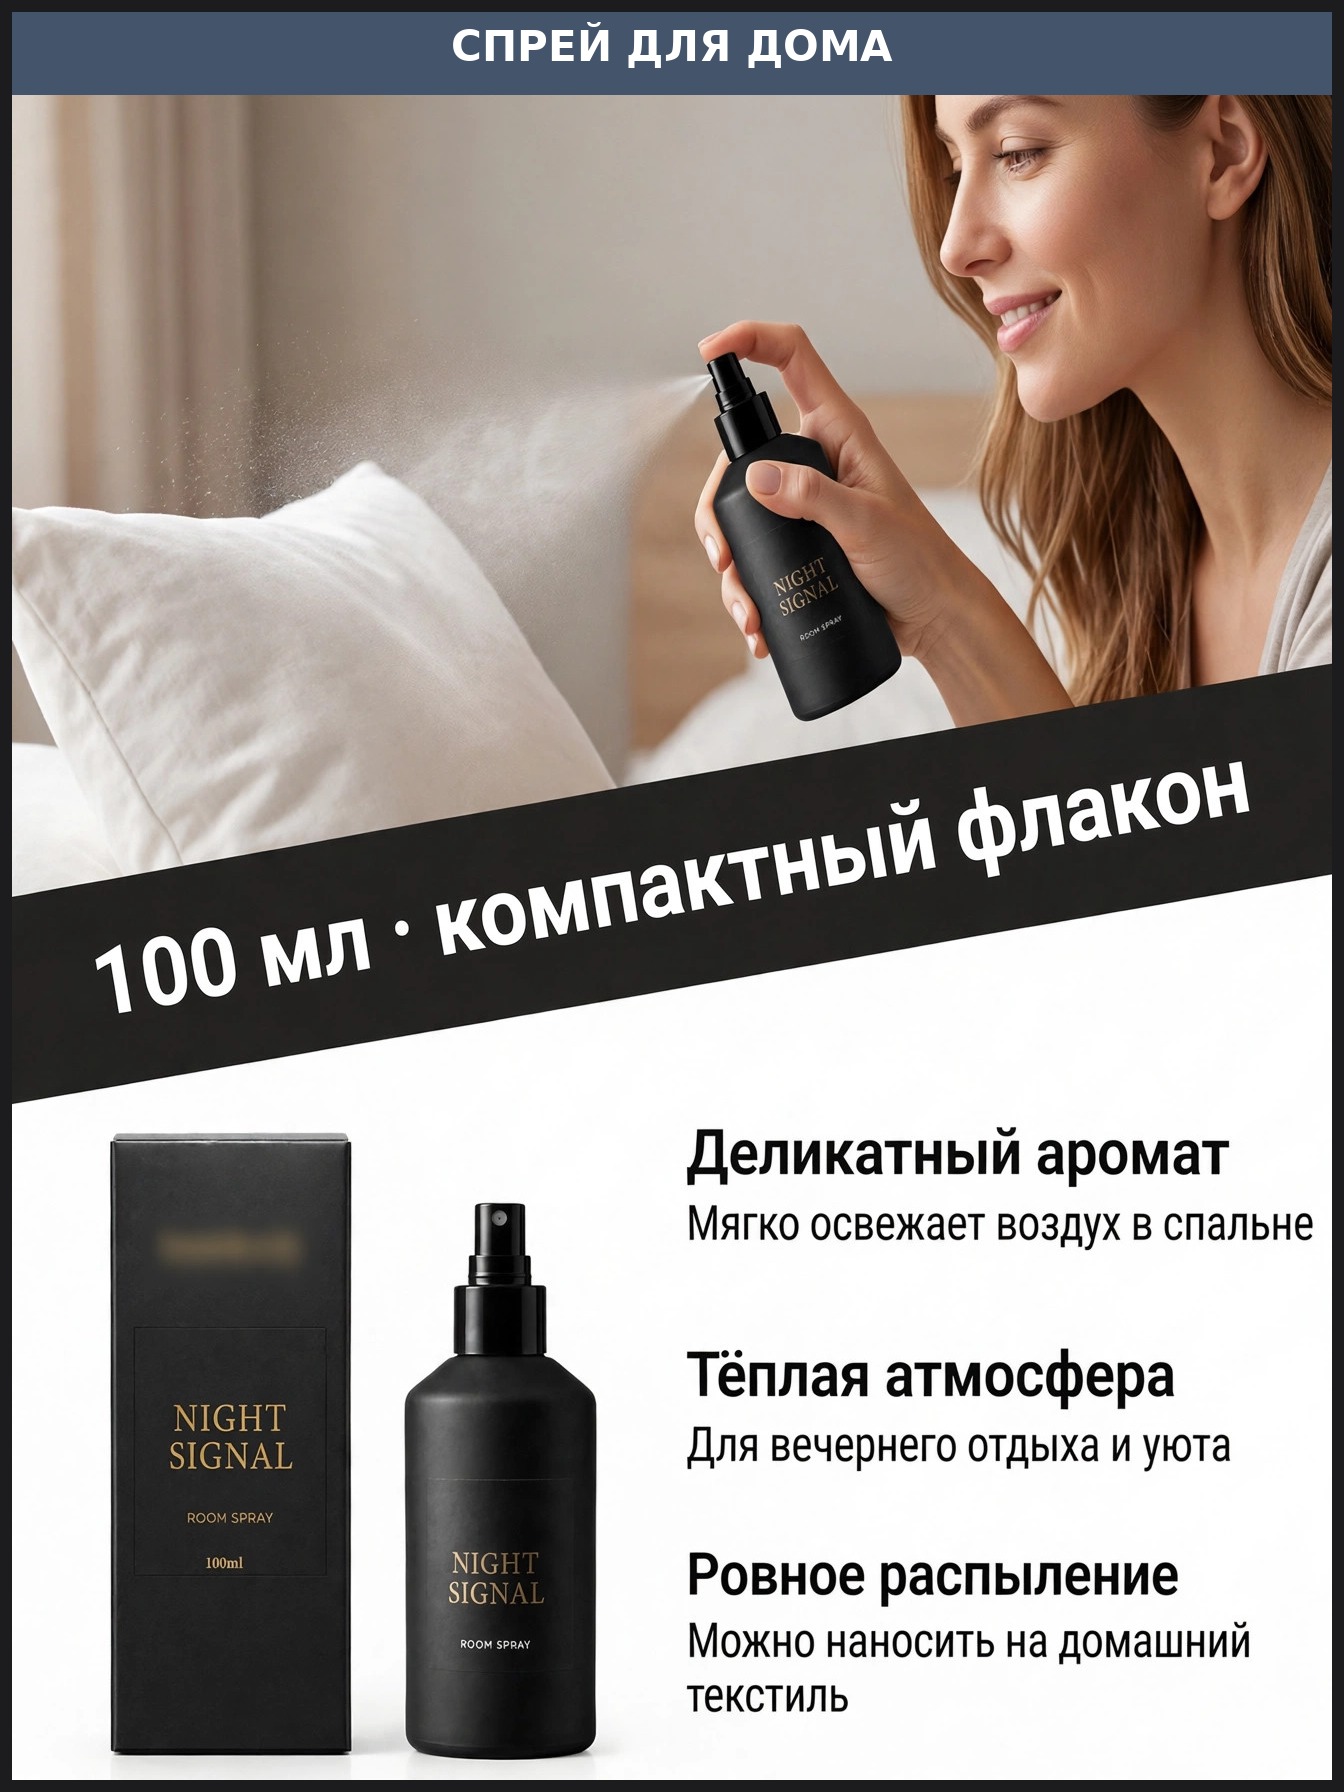 СПРЕЙ ДЛЯ ДОМА
NIGHT
SIGNAL
ROOM SPRAY
100 мл · компактный флакон
NIGHT
SIGNAL
ROOM SPRAY
100ml
NIGHT
SIGNAL
ROOM SPRAY
Деликатный аромат
Мягко освежает воздух в спальне
Тёплая атмосфера
Для вечернего отдыха и уюта
Ровное распыление
Можно наносить на домашний
текстиль